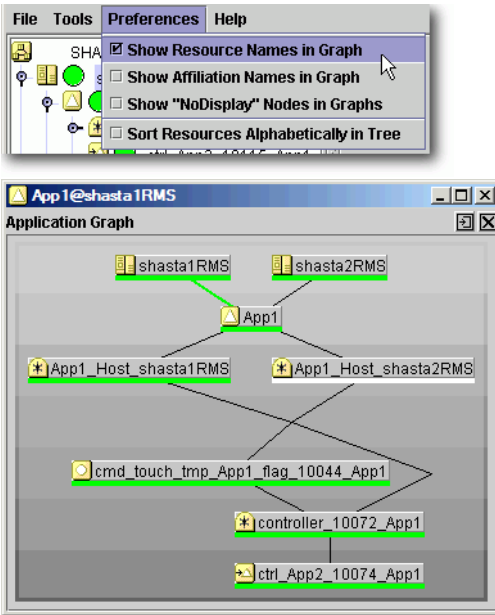 File Tools Preferences Help
SHA
Show Resource Names in Graph
Show Affiliation Names in Graph
Show "NoDisplay" Nodes in Graphs
Sort Resources Alphabetically in Tree
App1@shasta1RMS
Application Graph
shasta1RMS shasta2RMS
App1
App1_Host_shasta1RMS App1_Host_shasta2RMS
cmd_touch_tmp_App1_flag_10044_App1
controller_10072_App1
ctrl_App2_10074_App1